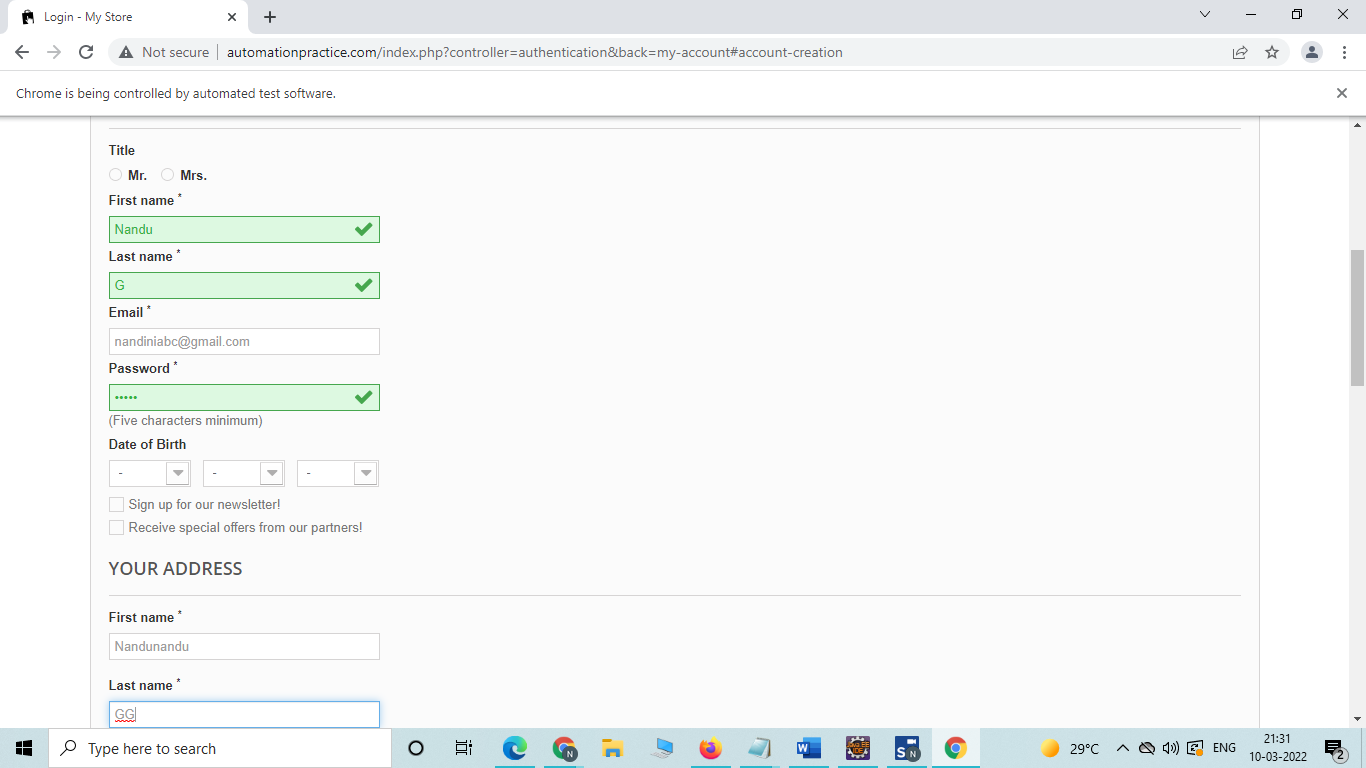 Login - My Store
Not secure
automationpractice.com/index.php?controller=authentication&back=my-account#account-creation
Chrome is being controlled by automated test software.
Title
Mr. Mrs.
First name *
Nandu
Last name *
G
Email *
nandiniabc@gmail.com
Password *
•••••
(Five characters minimum)
Date of Birth
- - -
Sign up for our newsletter!
Receive special offers from our partners!
YOUR ADDRESS
First name *
Nandunandu
Last name *
GG
Type here to search
N
W
S N
29°C
ENG
21:31
10-03-2022
2